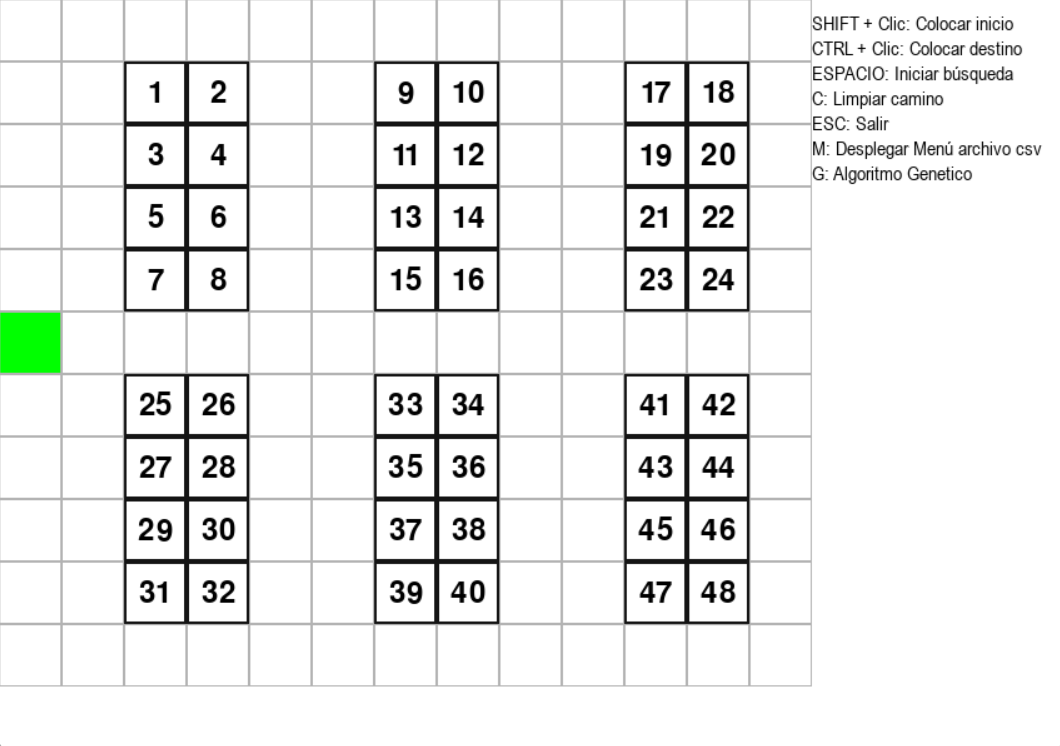 SHIFT + Clic: Colocar inicio
CTRL + Clic: Colocar destino
ESPACIO: Iniciar búsqueda
C: Limpiar camino
ESC: Salir
M: Desplegar Menú archivo csv
G: Algoritmo Genetico
1 2 9 10 17 18
3 4 11 12 19 20
5 6 13 14 21 22
7 8 15 16 23 24
25 26 33 34 41 42
27 28 35 36 43 44
29 30 37 38 45 46
31 32 39 40 47 48